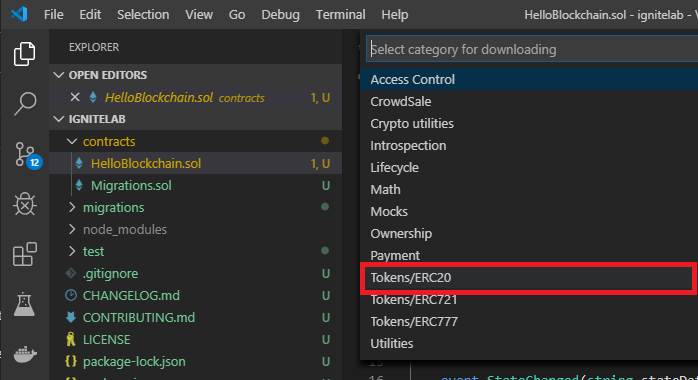 File Edit View Go Debug Terminal Help HelloBlockchain.sol - ignitelab -
EXPLORER
OPEN EDITORS
HelloBlockchain.sol contracts 1, U
IGNITELAB
contracts
HelloBlockchain.sol 1, U
Migrations.sol U
migrations
node_modules
test
.gitignore U
CHANGELOG.md U
CONTRIBUTING.md U
LICENSE U
package-lock.json U
12
Select category for downloading
Access Control
CrowdSale
Crypto utilities
Introspection
Lifecycle
Math
Mocks
Ownership
Payment
Tokens/ERC20
Tokens/ERC721
Tokens/ERC777
Utilities
16 event StateChanged(string stateDa